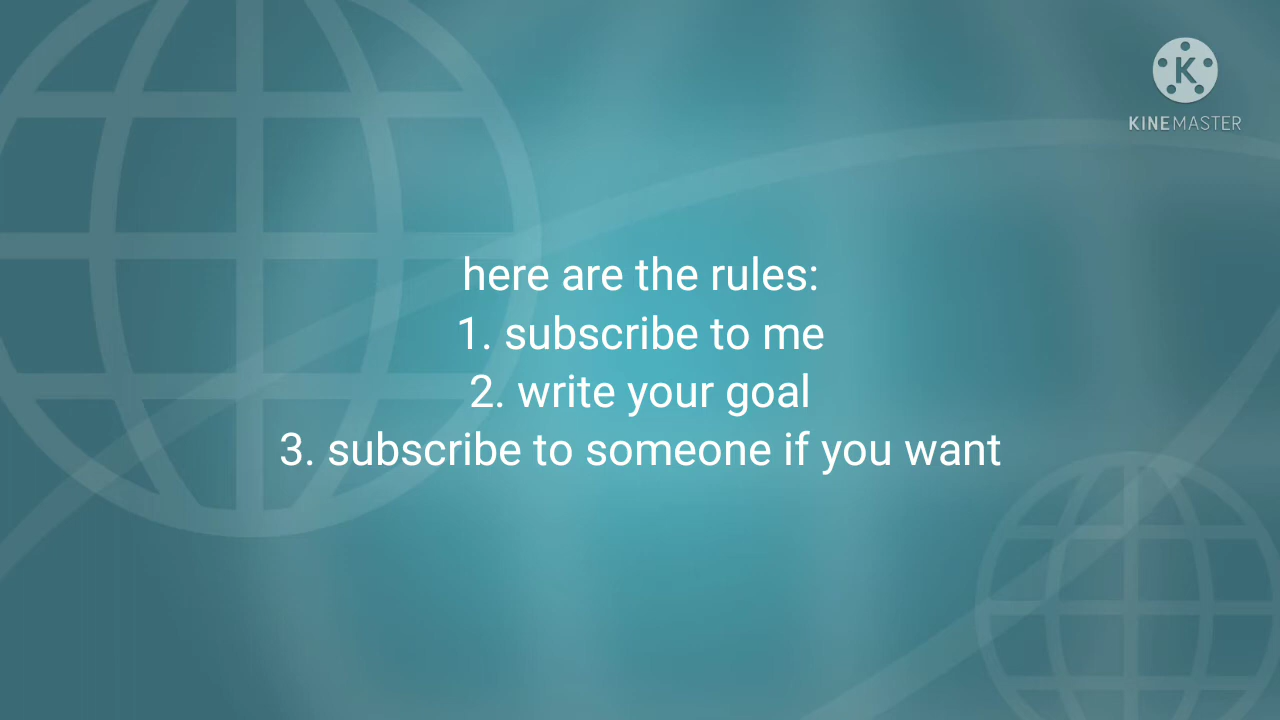 K
KINEMASTER
here are the rules:
1. subscribe to me
2. write your goal
3. subscribe to someone if you want